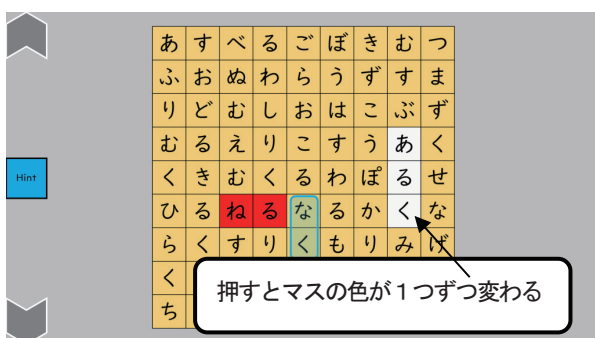 あすべるごぼきむつ
ふおぬわらうずすま
りどむしおはこぶず
むるえりこすうあく
Hint
くきむくるわぽるせ
ひるねるなるかくな
らくすりくもりみげ
く
ち
押すとマスの色が１つずつ変わる